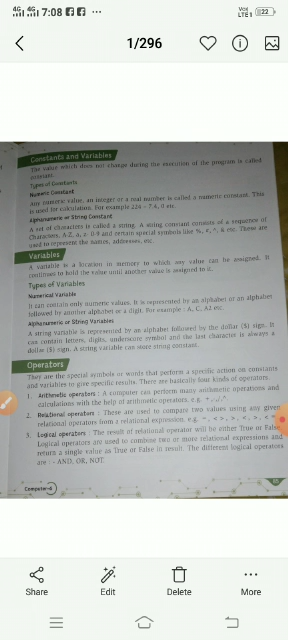 4G 4G 7:08
Vo)
LTE1 22
1/296
Constants and Variables
The value which does not change during the execution of the program is called
constant.
Types of Constants
Numeric Constant
Any numeric value, an integer or a real number is called a numeric constant. This
is used for calculation. For example 224 - 7.6, 0 etc.
Alphanumeric or String Constant
A set of characters is called a string. A string constant consists of a sequence of
Characters, A-Z, a, z- 0-9 and certain special symbols like %, <, *, & etc. These are
used to represent the names, addresses, etc.
Variables
A variable is a location in memory to which any value can be assigned. It
continues to hold the value until another value is assigned to it.
Types of Variables
Numerical Variable
It can contain only numeric values. It is represented by an alphabet or an alphabet
followed by another alphabet or a digit. For example : A, C, A1 etc.
Alphanumeric or String Variables
A string variable is represented by an alphabet followed by the dollar ($) sign. It
can contain letters, digits, underscore symbol and the last character is always a
dollar ($) sign. A string variable can store string constant.
Operators
They are the special symbols or words that perform a specific action on constants
and variables to give specific results. There are basically four kinds of operators.
1. Arithmetic operators : A computer can perform many arithmetic operations and
calculations with the help of arithmetic operators. e.g.
2. Relational operators : These are used to compare two values using any given
relational operators from 2 relational expression. e.g. =, <>, >, <, >, < =
3. Logical operators : The result of relational operator will be either True or False
Logical operators are used to combine two or more relational expressions and
return a single value as True or False in result. The different logical operators
are : - AND, OR, NOT.
Computer-6
Share
Edit
Delete
More